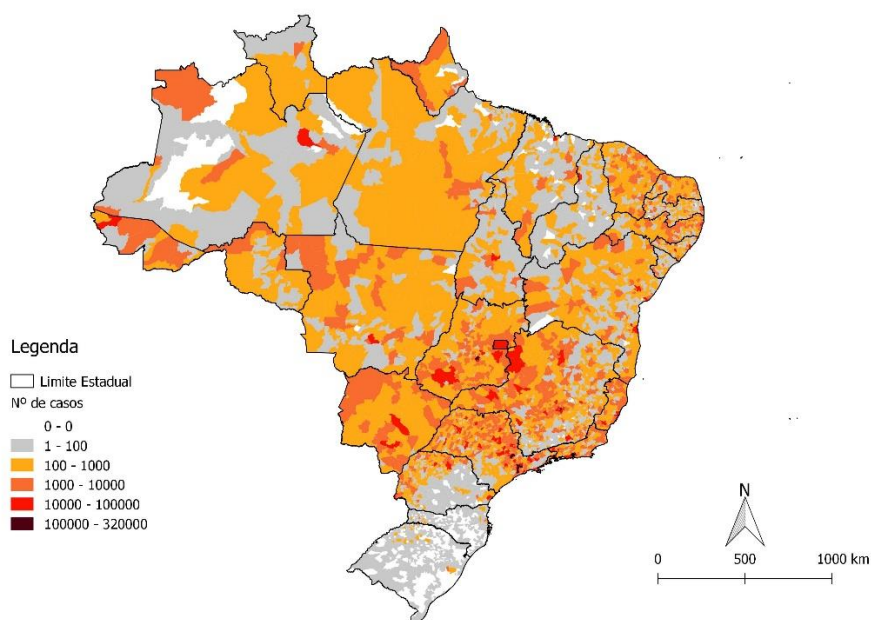 Legenda
Limite Estadual
Nº de casos
0 - 0
1 - 100
100 - 1000
1000 - 10000
10000 - 100000
100000 - 320000
N
0 500 1000 km